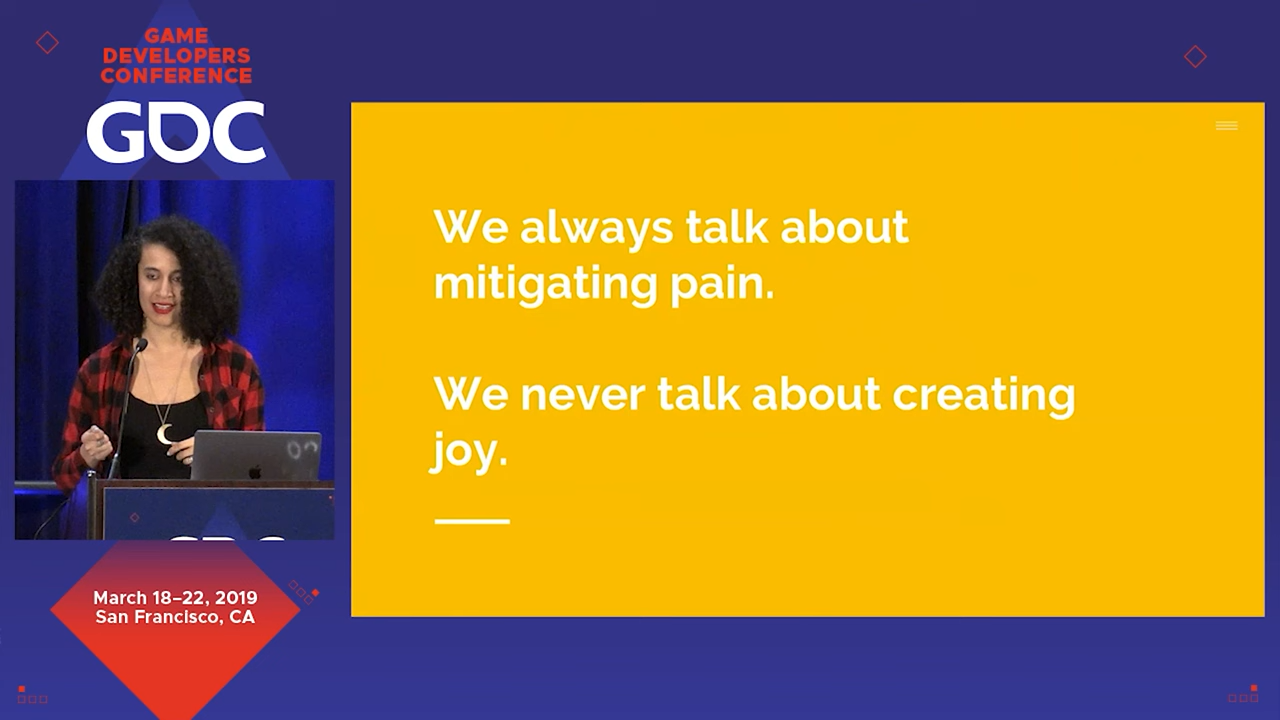 GAME
DEVELOPERS
CONFERENCE
GDC
We always talk about
mitigating pain.
We never talk about creating
joy.
March 18–22, 2019
San Francisco, CA